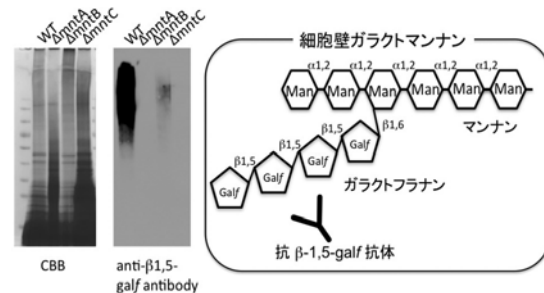 WT ΔmntA ΔmntB ΔmntC
WT ΔmntA ΔmntB ΔmntC
CBB
anti-β1,5-
galf antibody
細胞壁ガラクトマンナン
α1,2 α1,2 α1,2 α1,2 α1,2
Man Man Man Man Man Man
マンナン
β1,6
β1,5 β1,5 β1,5
Galf Galf Galf Galf
ガラクトフラナン
抗 β-1,5-galf 抗体